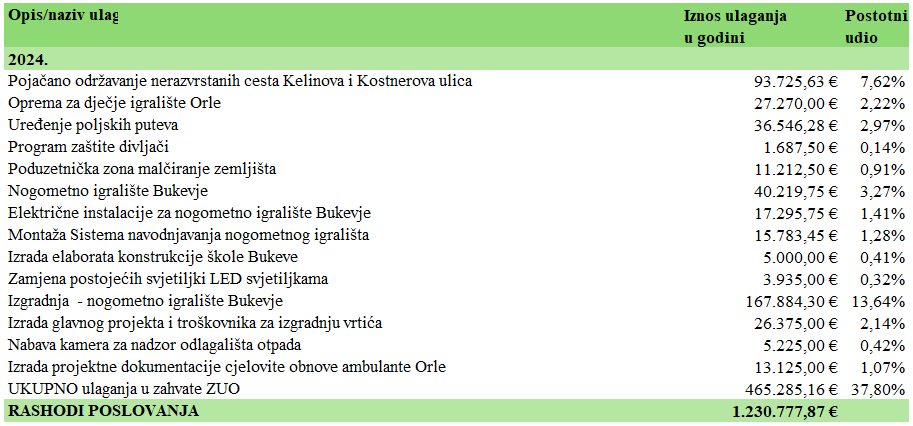 Opis/naziv ulag Iznos ulaganja u godini Postotni udio
2024.
Pojačano održavanje nerazvrstanih cesta Kelinova i Kostnerova ulica 93.725,63 € 7,62%
Oprema za dječje igralište Orle 27.270,00 € 2,22%
Uređenje poljskih puteva 36.546,28 € 2,97%
Program zaštite divljači 1.687,50 € 0,14%
Poduzetnička zona malčiranje zemljišta 11.212,50 € 0,91%
Nogometno igralište Bukevje 40.219,75 € 3,27%
Električne instalacije za nogometno igralište Bukevje 17.295,75 € 1,41%
Montaža Sistema navodnjavanja nogometnog igrališta 15.783,45 € 1,28%
Izrada elaborata konstrukcije škole Bukeve 5.000,00 € 0,41%
Zamjena postojećih svjetiljki LED svjetiljkama 3.935,00 € 0,32%
Izgradnja - nogometno igralište Bukevje 167.884,30 € 13,64%
Izrada glavnog projekta i troškovnika za izgradnju vrtića 26.375,00 € 2,14%
Nabava kamera za nadzor odlagališta otpada 5.225,00 € 0,42%
Izrada projektne dokumentacije cjelovite obnove ambulante Orle 13.125,00 € 1,07%
UKUPNO ulaganja u zahvate ZUO 465.285,16 € 37,80%
RASHODI POSLOVANJA 1.230.777,87 €